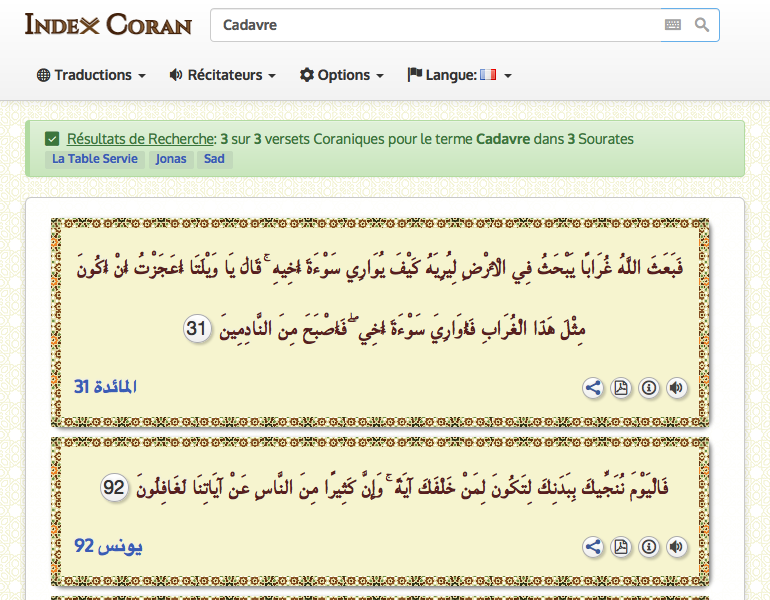 INDEX CORAN
Cadavre
Traductions
Récitateurs
Options
Langue:
Résultats de Recherche: 3 sur 3 versets Coraniques pour le terme Cadavre dans 3 Sourates
La Table Servie Jonas Sad
فَبَعَثَ اللَّهُ غُرَابًا يَبْحَثُ فِي الْأَرْضِ لِيُرِيَهُ كَيْفَ يُوَارِي سَوْءَةَ أَخِيهِ ۚ قَالَ يَا وَيْلَتَا أَعَجَزْتُ أَنْ أَكُونَ
مِثْلَ هَٰذَا الْغُرَابِ فَأُوَارِيَ سَوْءَةَ أَخِي ۖ فَأَصْبَحَ مِنَ النَّادِمِينَ 31
المائدة 31
فَالْيَوْمَ نُنَجِّيكَ بِبَدَنِكَ لِتَكُونَ لِمَنْ خَلْفَكَ آيَةً ۚ وَإِنَّ كَثِيرًا مِنَ النَّاسِ عَنْ آيَاتِنَا لَغَافِلُونَ 92
يونس 92